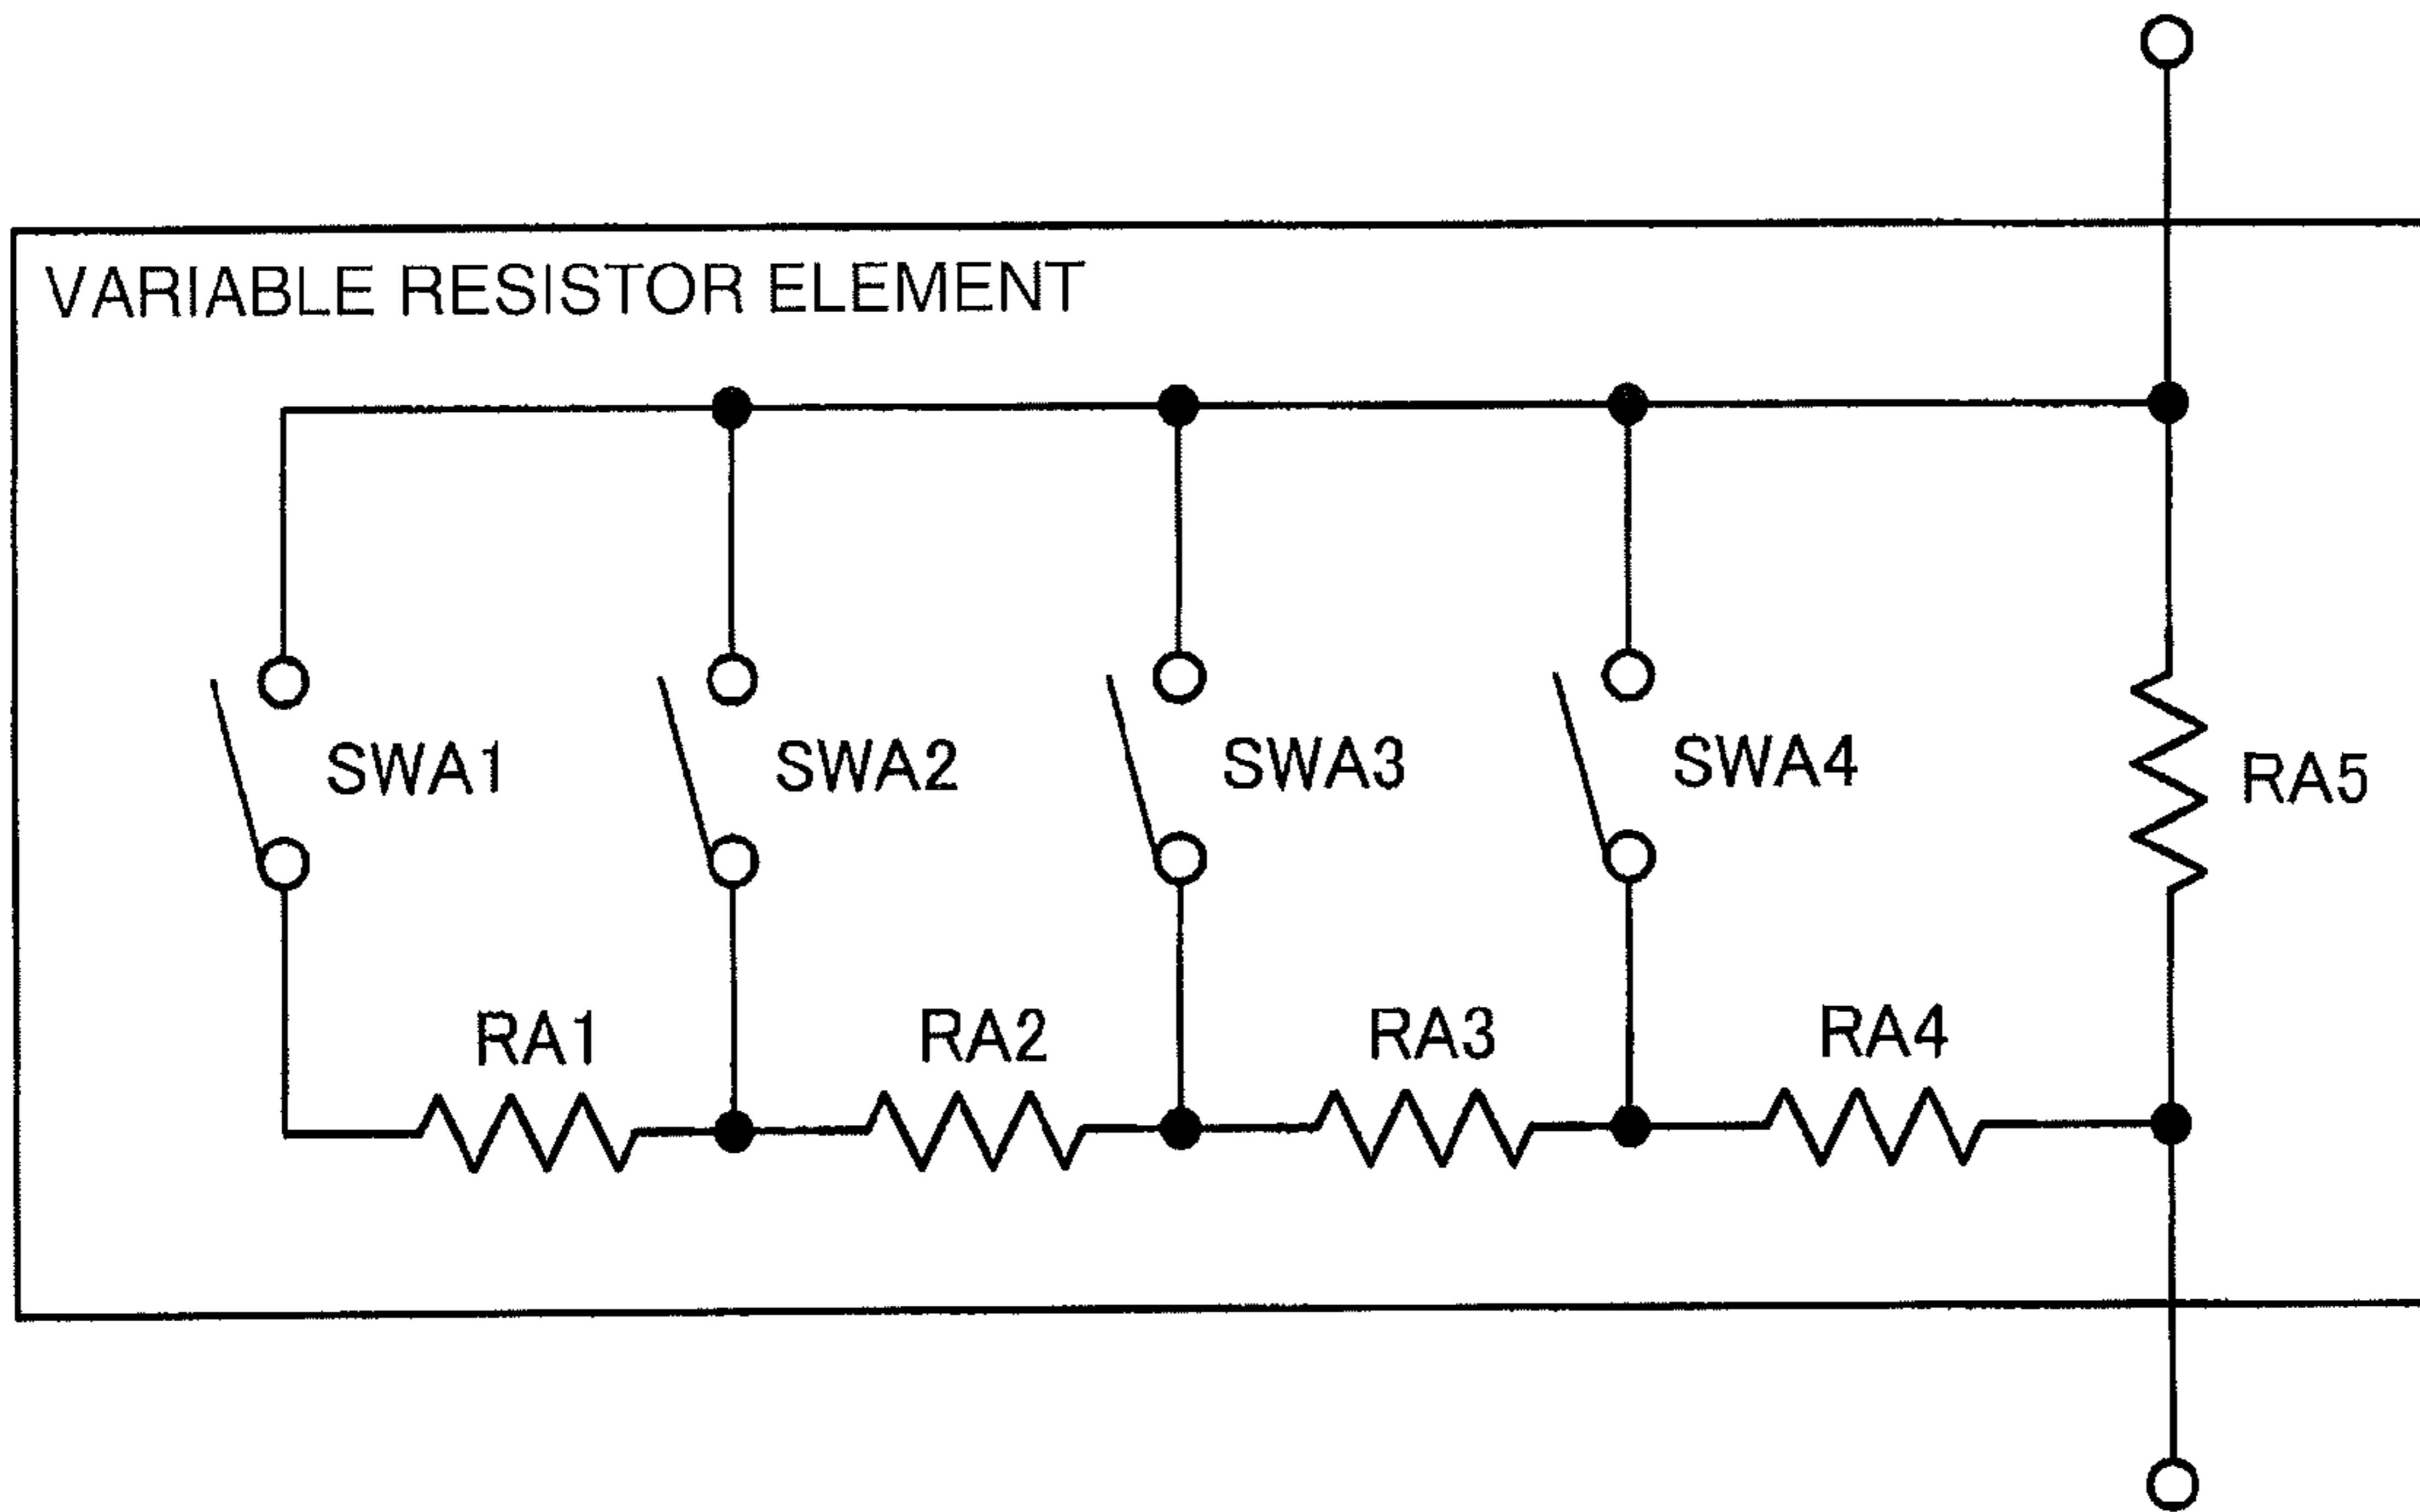 VARIABLE RESISTOR ELEMENT
SWA1 SWA2 SWA3 SWA4 RA5
RA1 RA2 RA3 RA4